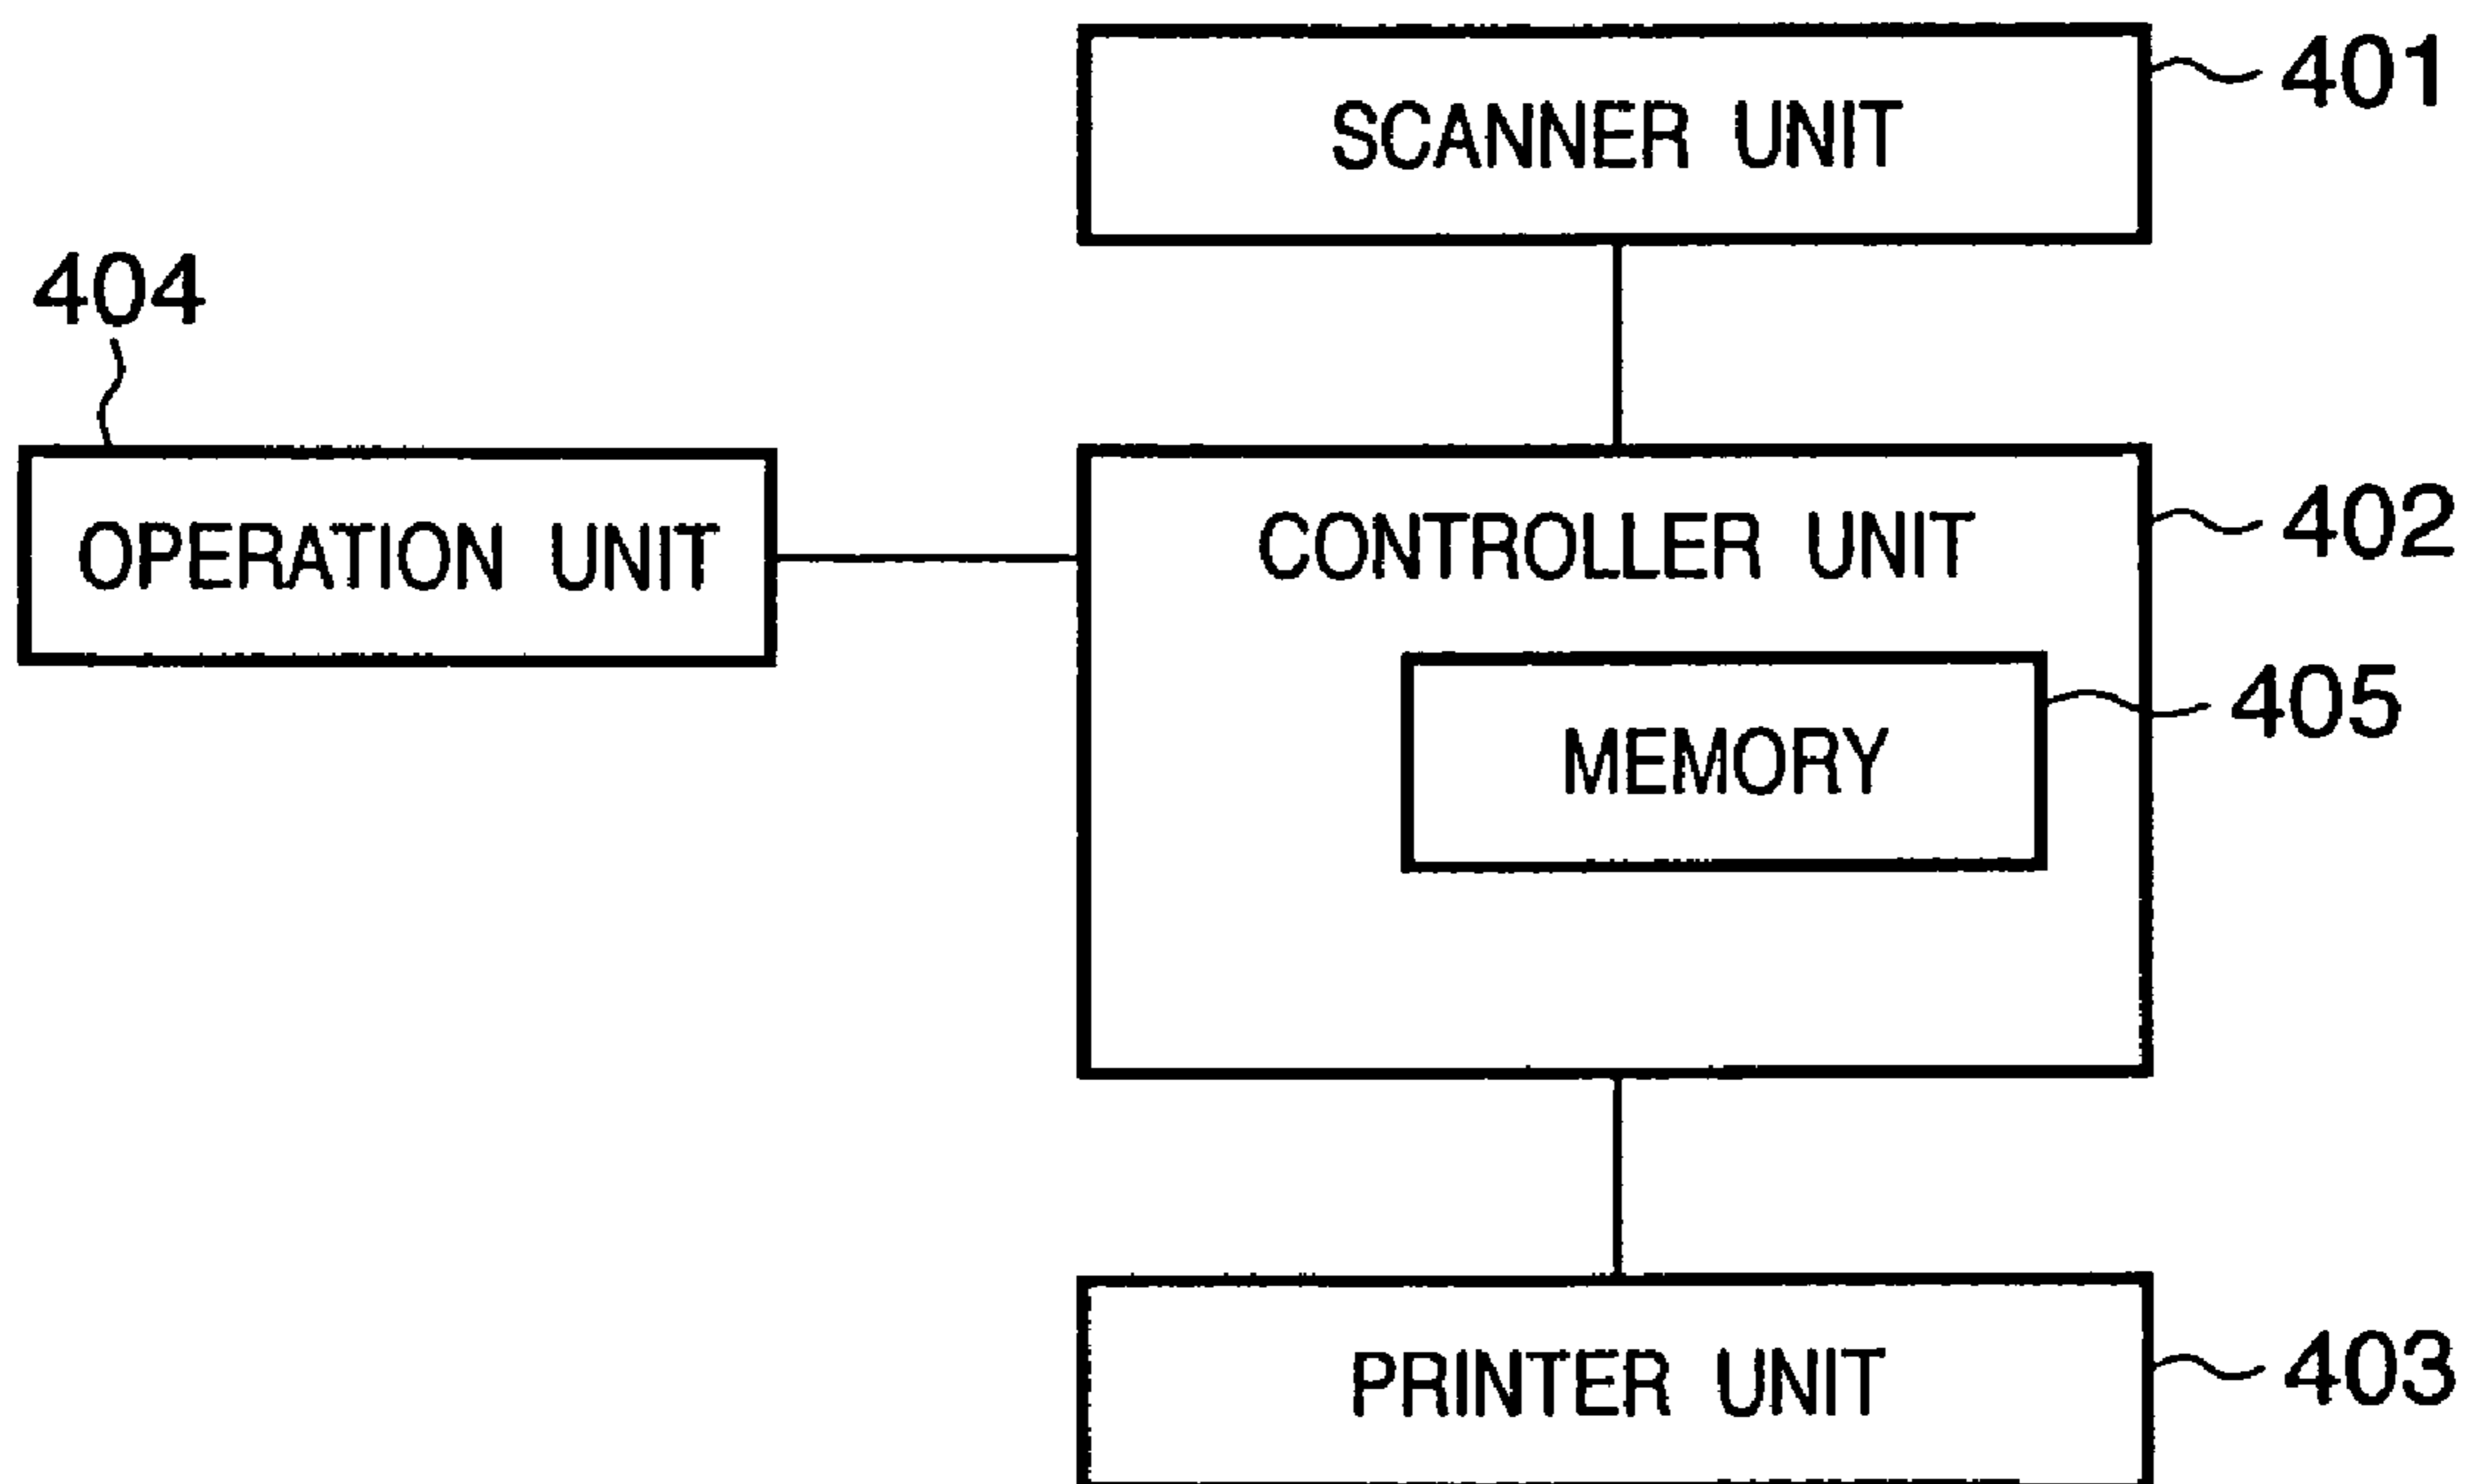 SCANNER UNIT
401
404
OPERATION UNIT
CONTROLLER UNIT
402
MEMORY
405
PRINTER UNIT
403